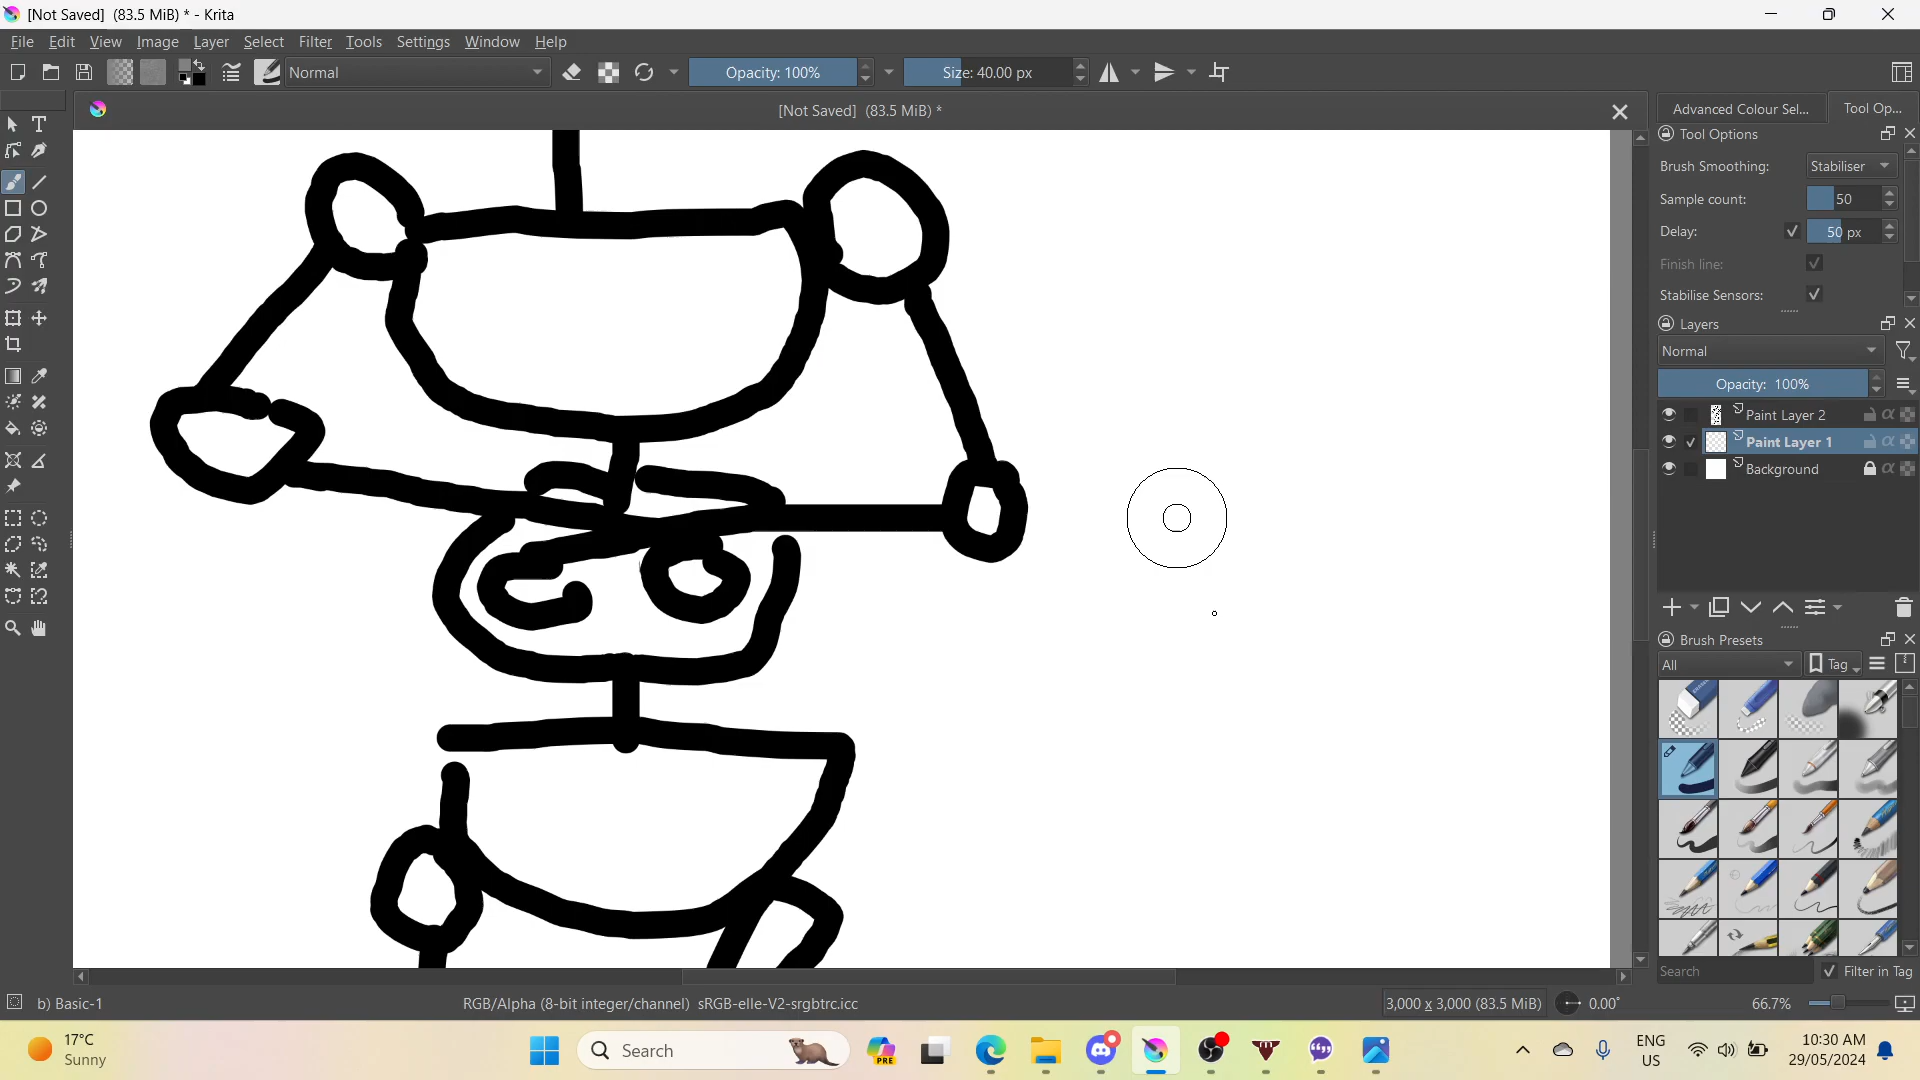 [Not Saved] (83.5 MiB) * - Krita
File Edit View Image Layer Select Filter Tools Settings Window Help
Normal Opacity: 100% Size: 40.00 px
[Not Saved] (83.5 MiB) *
Advanced Colour Sel... Tool Op...
Tool Options
Brush Smoothing: Stabiliser
Sample count: 50
Delay: 50 px
Finish line:
Stabilise Sensors:
Layers
Normal
Opacity: 100%
Paint Layer 2
Paint Layer 1
Background
Brush Presets
All Tag
Search Filter in Tag
b) Basic-1 RGB/Alpha (8-bit integer/channel) sRGB-elle-V2-srgbtrc.icc 3,000 x 3,000 (83.5 MiB) 0.00° 66.7%
17°C
Sunny
Search
PRE
ENG
US
10:30 AM
29/05/2024